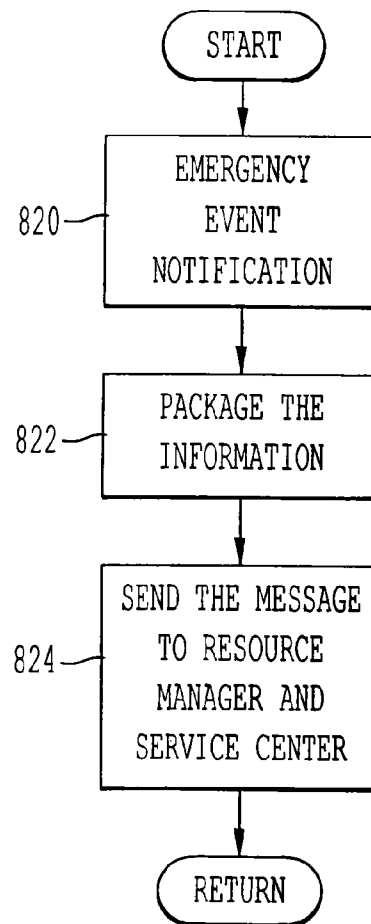 START
820
EMERGENCY
EVENT
NOTIFICATION
822
PACKAGE THE
INFORMATION
824
SEND THE MESSAGE
TO RESOURCE
MANAGER AND
SERVICE CENTER
RETURN